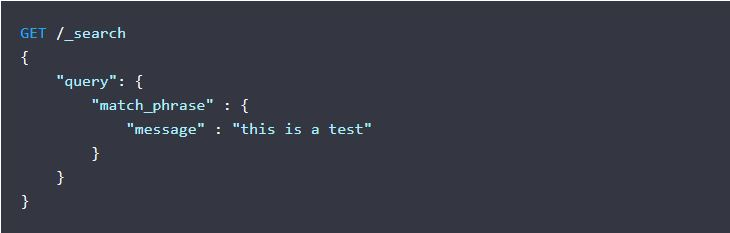 GET /_search
{
    "query": {
        "match_phrase" : {
            "message" : "this is a test"
        }
    }
}